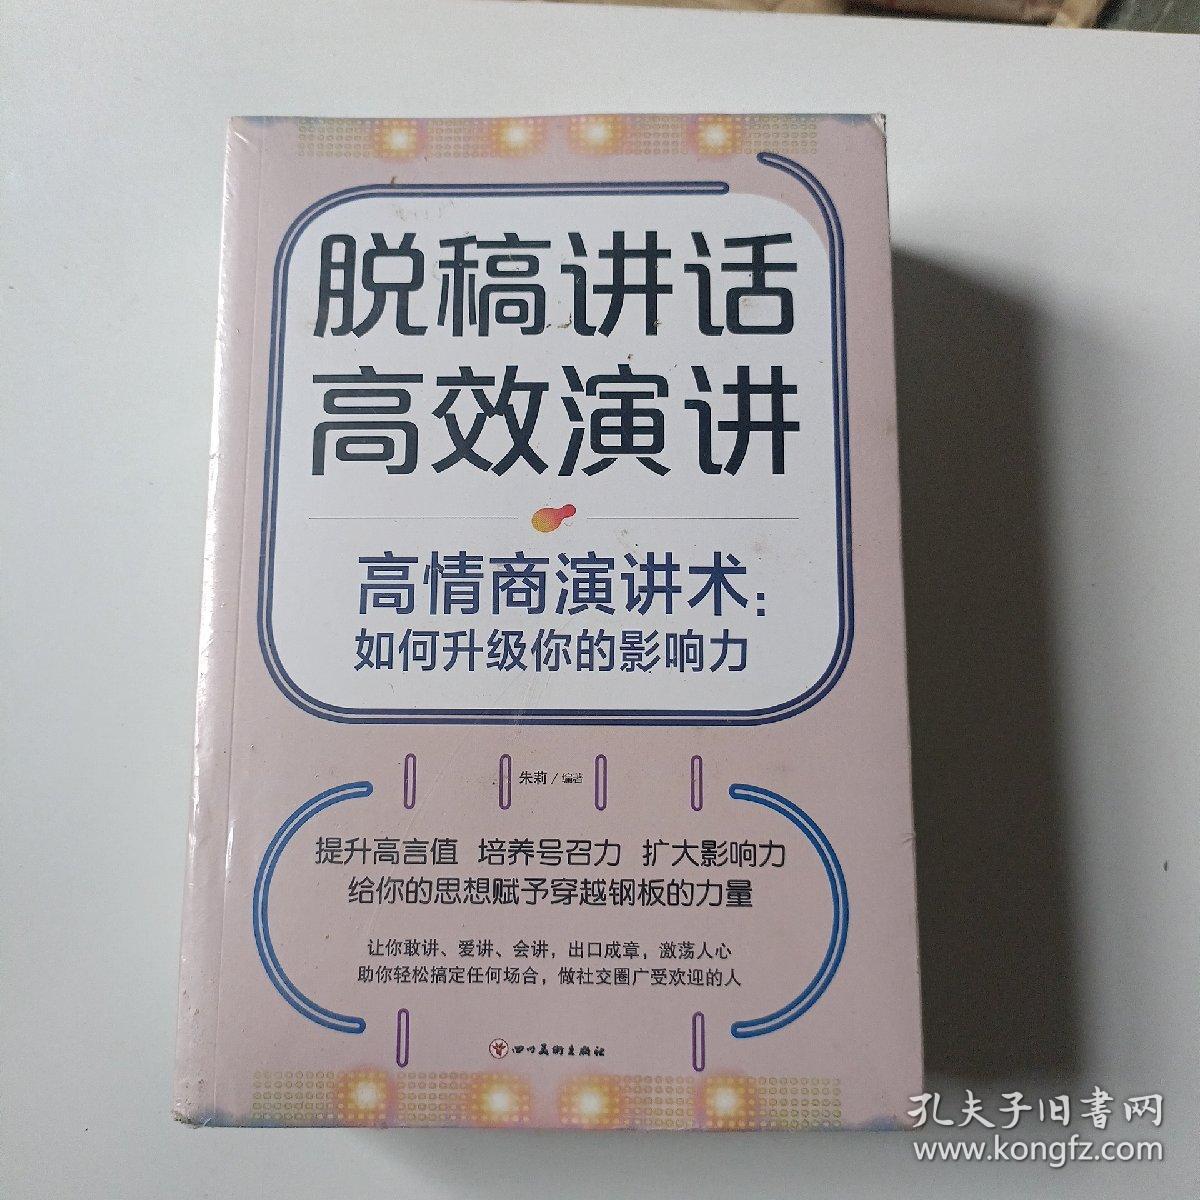 脱稿讲话
高效演讲
高情商演讲术：
如何升级你的影响力
朱莉／编著
提升高言值 培养号召力 扩大影响力
给你的思想赋予穿越钢板的力量
让你敢讲、爱讲、会讲，出口成章，激荡人心
助你轻松搞定任何场合，做社交圈广受欢迎的人
四川美术出版社
孔夫子旧書网
www.kongfz.com